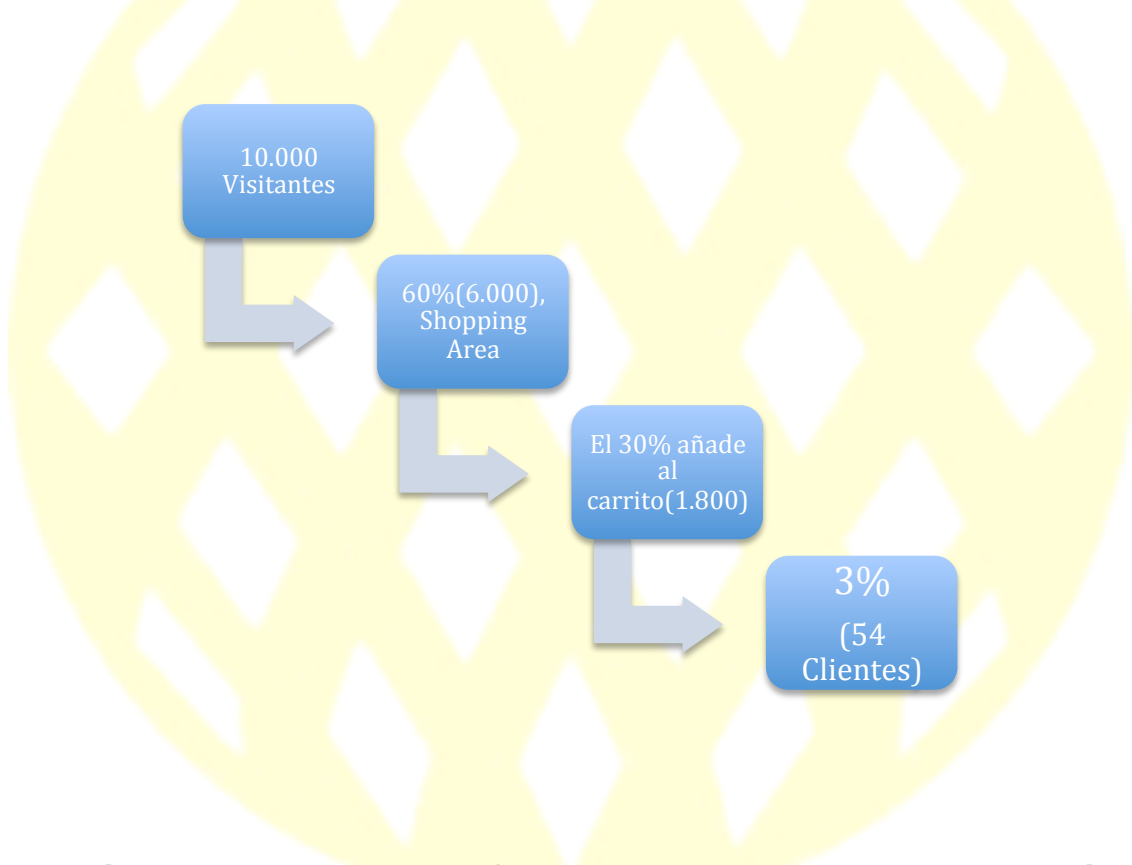 10.000
Visitantes
60%(6.000),
Shopping
Area
El 30% añade
al
carrito(1.800)
3%
(54
Clientes)